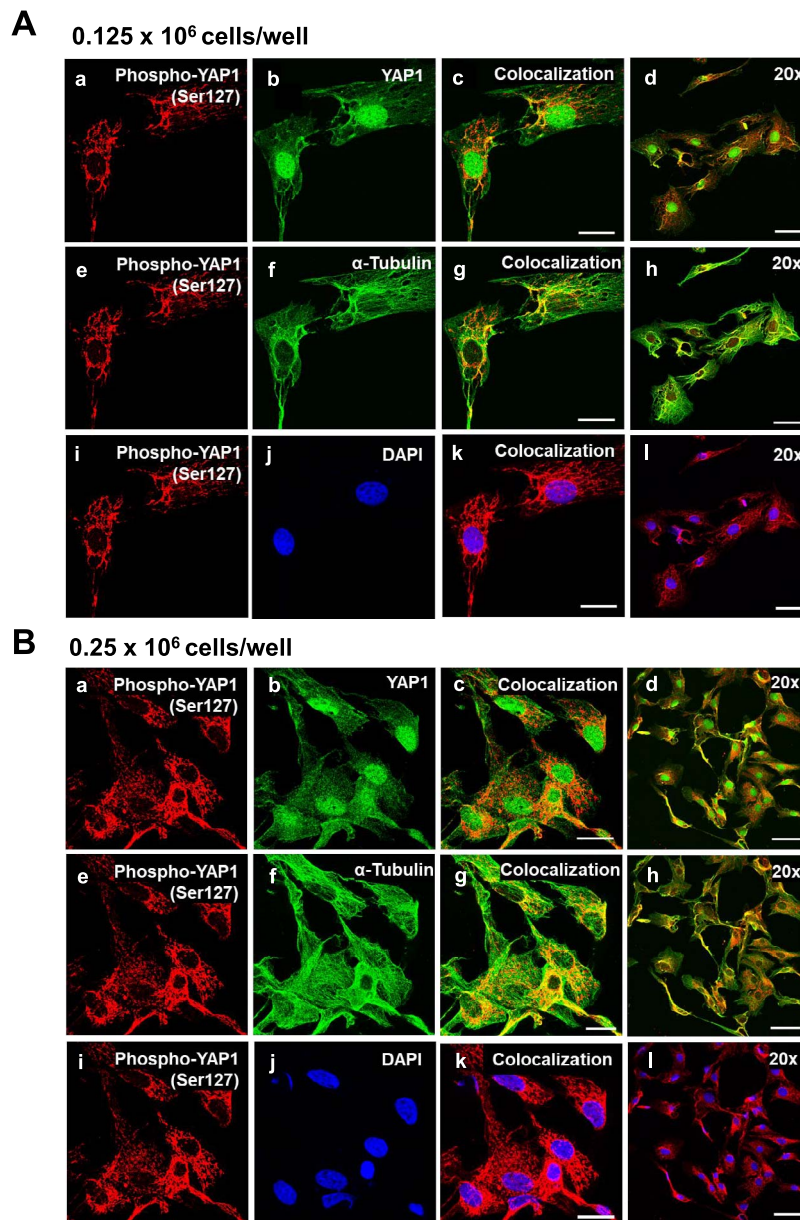 A
0.125 x 10⁶ cells/well
a Phospho-YAP1 (Ser127)
b YAP1
c Colocalization
d 20x
e Phospho-YAP1 (Ser127)
f α-Tubulin
g Colocalization
h 20x
i Phospho-YAP1 (Ser127)
j DAPI
k Colocalization
l 20x
B
0.25 x 10⁶ cells/well
a Phospho-YAP1 (Ser127)
b YAP1
c Colocalization
d 20x
e Phospho-YAP1 (Ser127)
f α-Tubulin
g Colocalization
h 20x
i Phospho-YAP1 (Ser127)
j DAPI
k Colocalization
l 20x